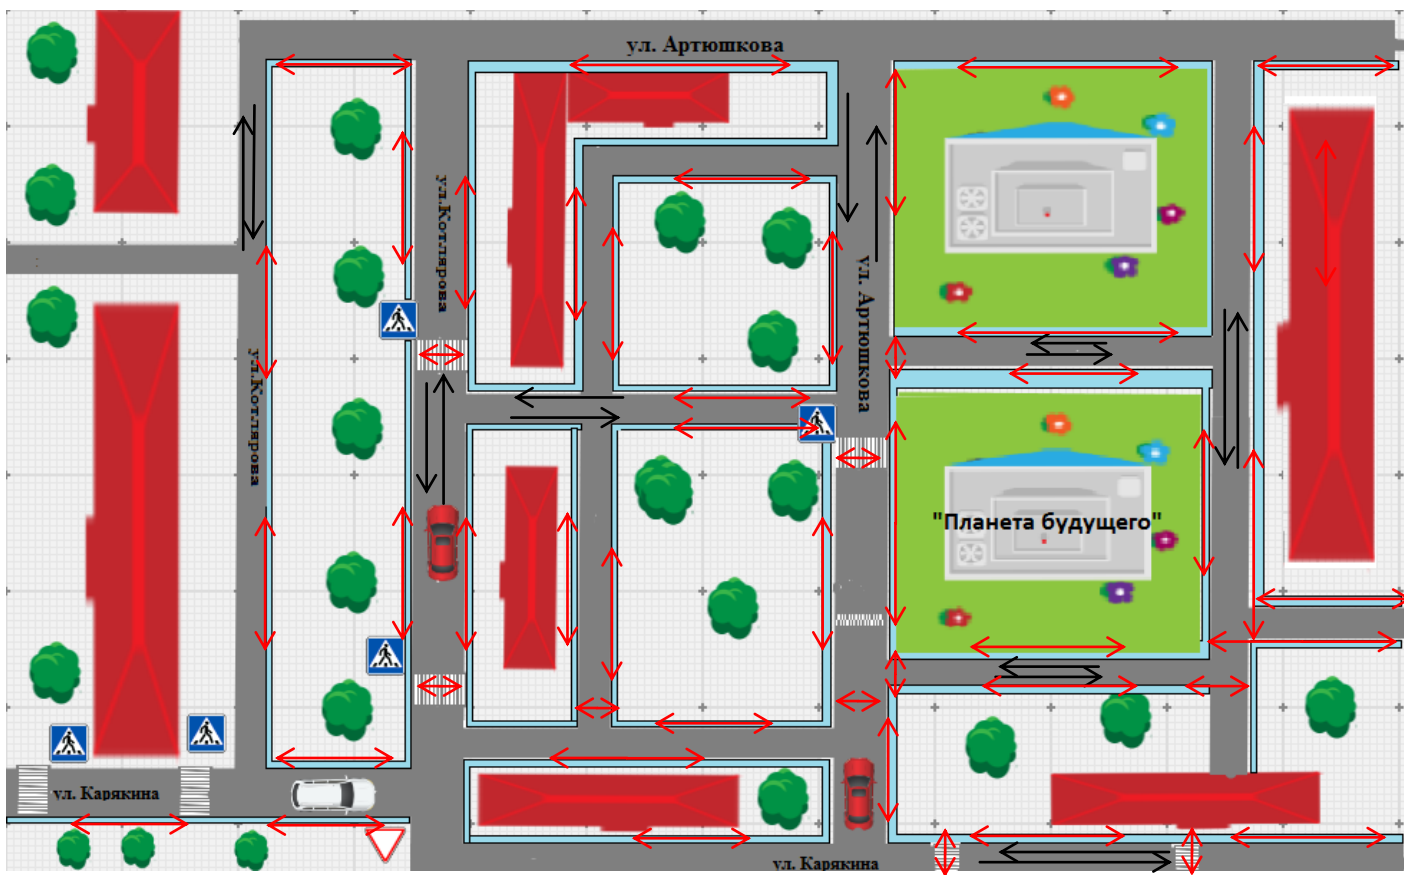 ул. Артюшкова
ул.Котлярова
ул. Артюшкова
ул.Котлярова
"Планета будущего"
ул. Карякина
ул. Карякина